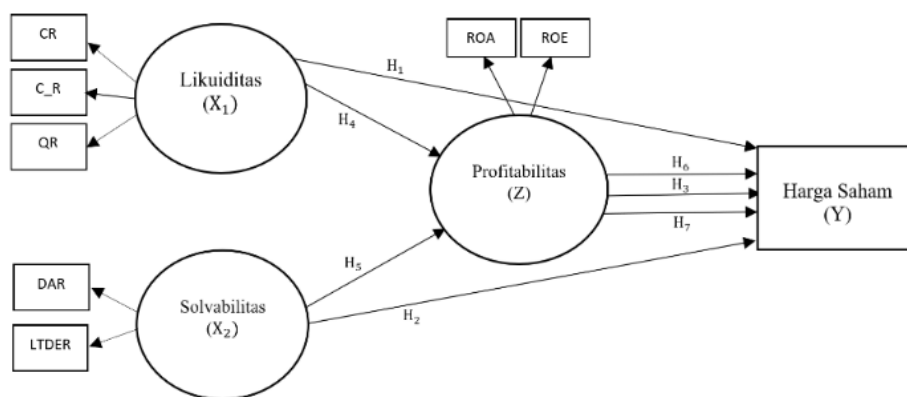 CR
C_R
QR
Likuiditas
(X₁)
ROA
ROE
H₁
H₄
Profitabilitas
(Z)
H₆
H₃
H₇
Harga Saham
(Y)
DAR
LTDER
Solvabilitas
(X₂)
H₅
H₂